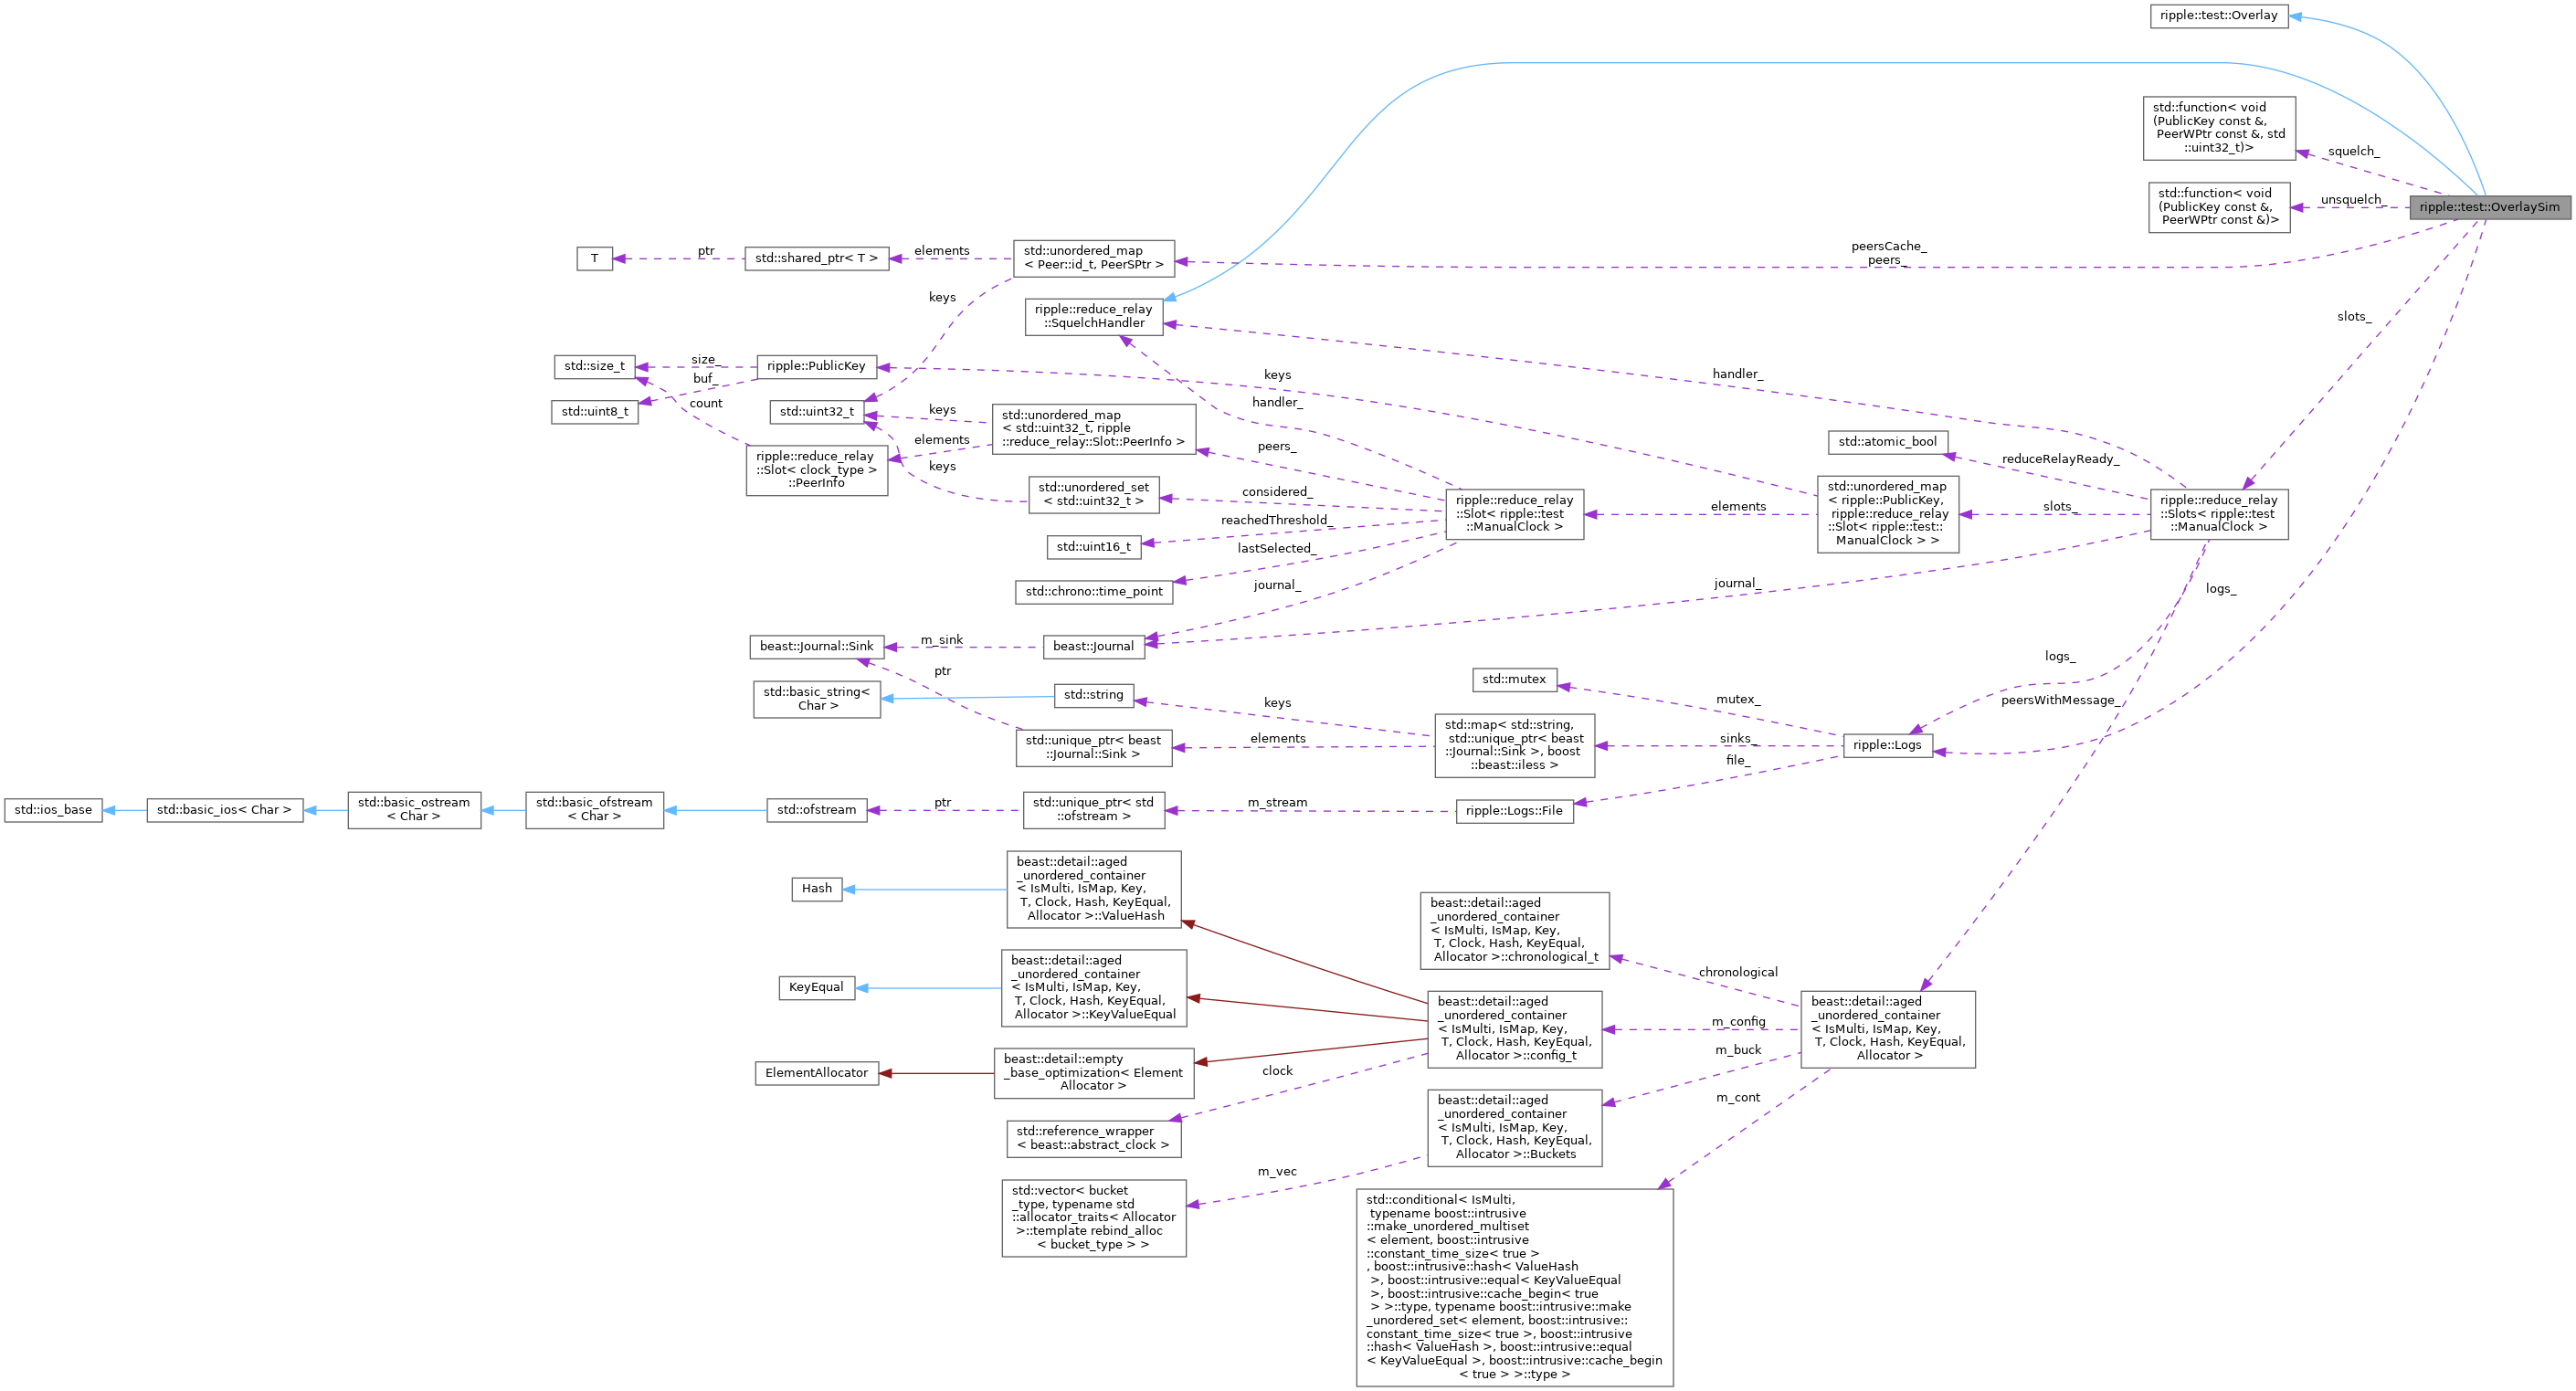 ripple::test::Overlay
std::function< void
(PublicKey const &,
PeerWPtr const &, std
::uint32_t)>
squelch_
std::function< void
(PublicKey const &,
PeerWPtr const &)>
unsquelch_
ripple::test::OverlaySim
T
ptr
std::shared_ptr< T >
elements
std::unordered_map
< Peer::id_t, PeerSPtr >
peersCache_
peers_
keys
ripple::reduce_relay
::SquelchHandler
slots_
std::size_t
size_
ripple::PublicKey
buf_
keys
handler_
std::uint8_t
count
std::uint32_t
keys
std::unordered_map
< std::uint32_t, ripple
::reduce_relay::Slot::PeerInfo >
handler_
elements
peers_
std::atomic_bool
reduceRelayReady_
ripple::reduce_relay
::Slot< clock_type >
::PeerInfo
keys
std::unordered_set
< std::uint32_t >
considered_
ripple::reduce_relay
::Slot< ripple::test
::ManualClock >
elements
std::unordered_map
< ripple::PublicKey,
ripple::reduce_relay
::Slot< ripple::test::
ManualClock > >
slots_
ripple::reduce_relay
::Slots< ripple::test
::ManualClock >
reachedThreshold_
std::uint16_t
lastSelected_
std::chrono::time_point
journal_
journal_
logs_
beast::Journal::Sink
m_sink
beast::Journal
ptr
logs_
std::basic_string<
Char >
std::string
keys
std::mutex
mutex_
peersWithMessage_
std::unique_ptr< beast
::Journal::Sink >
elements
std::map< std::string,
std::unique_ptr< beast
::Journal::Sink >, boost
::beast::iless >
sinks_
ripple::Logs
file_
std::ios_base
std::basic_ios< Char >
std::basic_ostream
< Char >
std::basic_ofstream
< Char >
std::ofstream
ptr
std::unique_ptr< std
::ofstream >
m_stream
ripple::Logs::File
Hash
beast::detail::aged
_unordered_container
< IsMulti, IsMap, Key,
T, Clock, Hash, KeyEqual,
Allocator >::ValueHash
beast::detail::aged
_unordered_container
< IsMulti, IsMap, Key,
T, Clock, Hash, KeyEqual,
Allocator >::chronological_t
chronological
KeyEqual
beast::detail::aged
_unordered_container
< IsMulti, IsMap, Key,
T, Clock, Hash, KeyEqual,
Allocator >::KeyValueEqual
beast::detail::aged
_unordered_container
< IsMulti, IsMap, Key,
T, Clock, Hash, KeyEqual,
Allocator >::config_t
m_config
beast::detail::aged
_unordered_container
< IsMulti, IsMap, Key,
T, Clock, Hash, KeyEqual,
Allocator >
m_buck
ElementAllocator
beast::detail::empty
_base_optimization< Element
Allocator >
clock
m_cont
std::reference_wrapper
< beast::abstract_clock >
beast::detail::aged
_unordered_container
< IsMulti, IsMap, Key,
T, Clock, Hash, KeyEqual,
Allocator >::Buckets
m_vec
std::vector< bucket
_type, typename std
::allocator_traits< Allocator
>::template rebind_alloc
< bucket_type > >
std::conditional< IsMulti,
typename boost::intrusive
::make_unordered_multiset
< element, boost::intrusive
::constant_time_size< true >
, boost::intrusive::hash< ValueHash
>, boost::intrusive::equal< KeyValueEqual
>, boost::intrusive::cache_begin< true
> >::type, typename boost::intrusive::make
_unordered_set< element, boost::intrusive::
constant_time_size< true >, boost::intrusive
::hash< ValueHash >, boost::intrusive::equal
< KeyValueEqual >, boost::intrusive::cache_begin
< true > >::type >